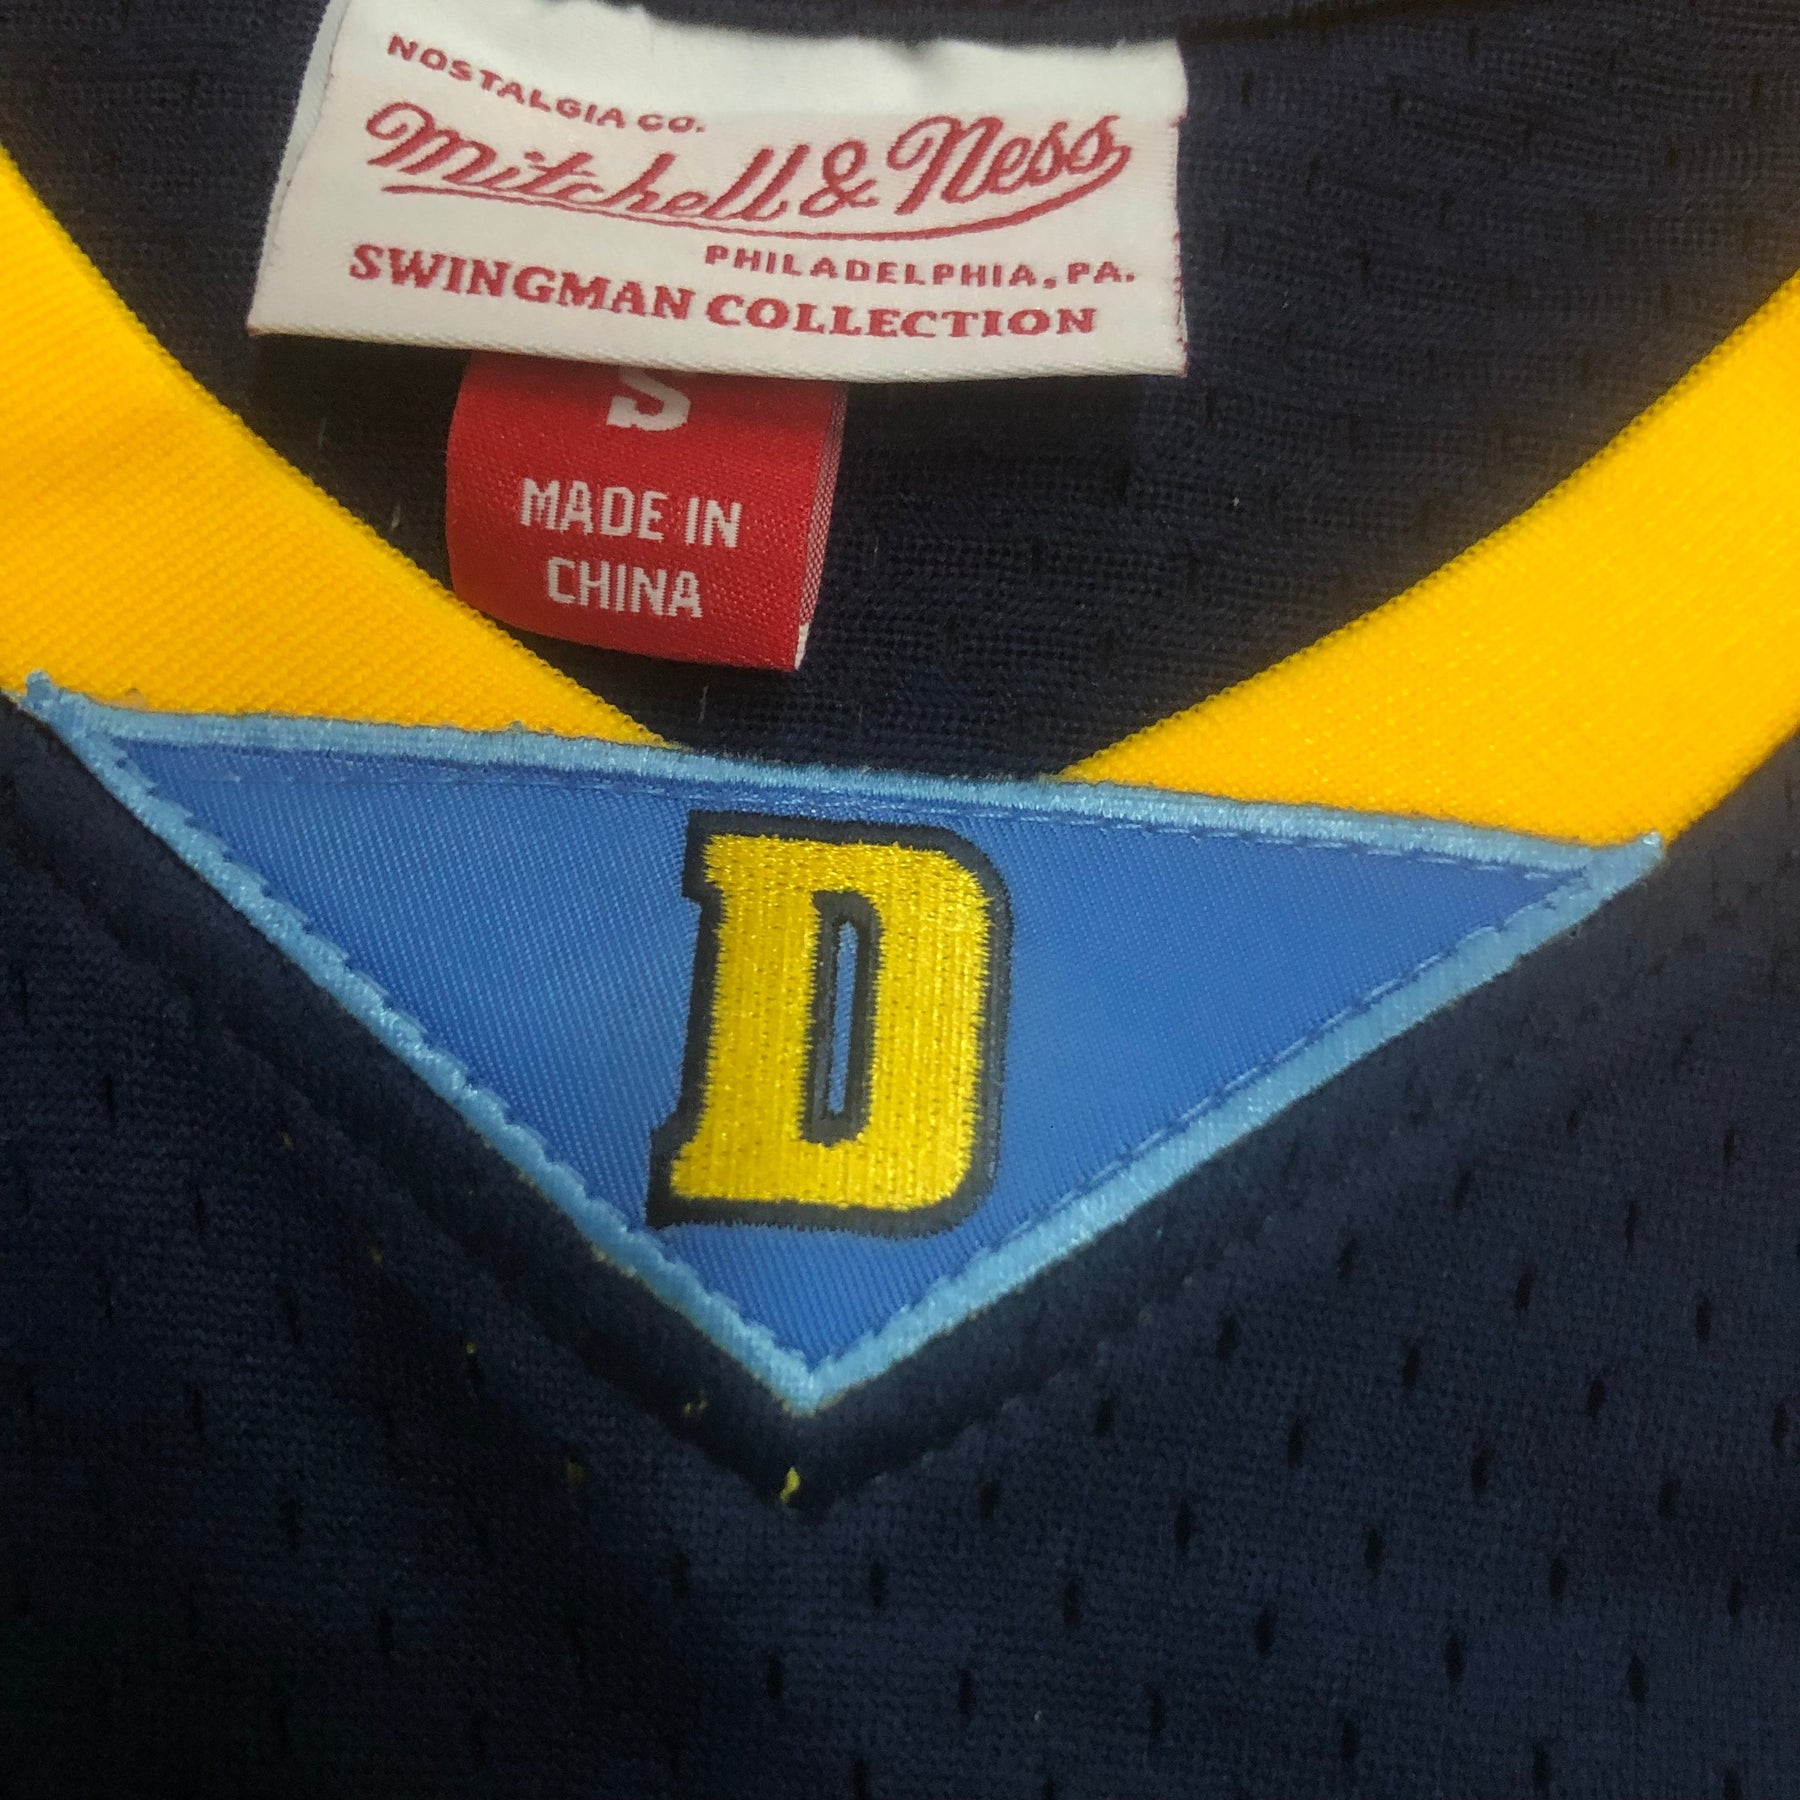 NOSTALGIA CO.
Mitchell & Ness
PHILADELPHIA, PA.
SWINGMAN COLLECTION
S
MADE IN
CHINA
D